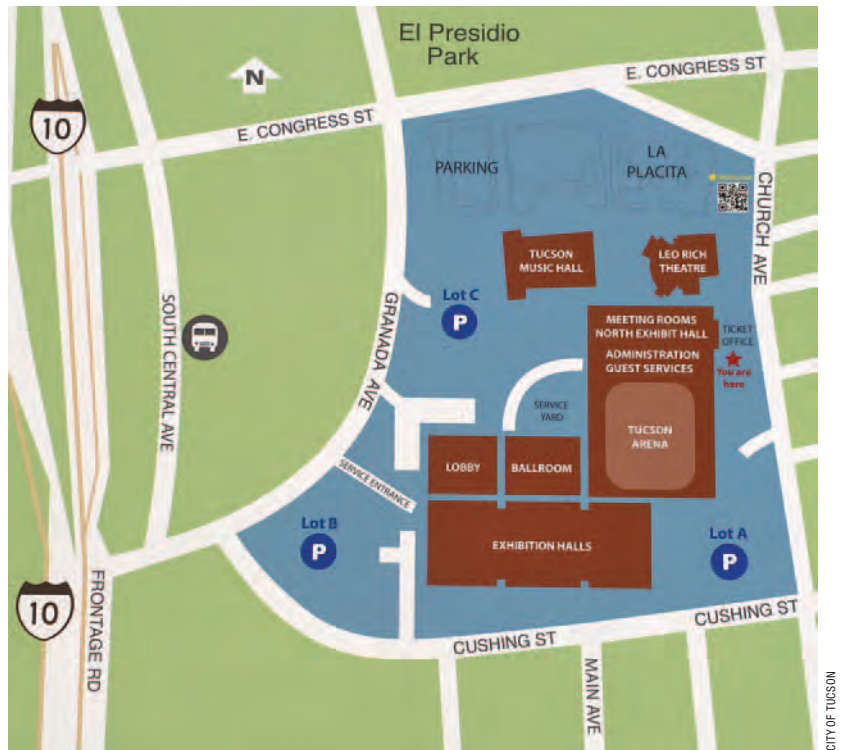 El Presidio
Park
N
E. CONGRESS ST
E. CONGRESS ST
10
PARKING
LA
PLACITA
CHURCH AVE
TUCSON
MUSIC HALL
LEO RICH
THEATRE
Lot C
P
MEETING ROOMS
NORTH EXHIBIT HALL
TICKET
OFFICE
ADMINISTRATION
GUEST SERVICES
You are
here
SOUTH CENTRAL AVE
GRANADA AVE
SERVICE
YARD
TUCSON
ARENA
LOBBY
BALLROOM
SERVICE ENTRANCE
Lot B
P
EXHIBITION HALLS
Lot A
P
10
FRONTAGE RD
CUSHING ST
CUSHING ST
MAIN AVE
CITY OF TUCSON